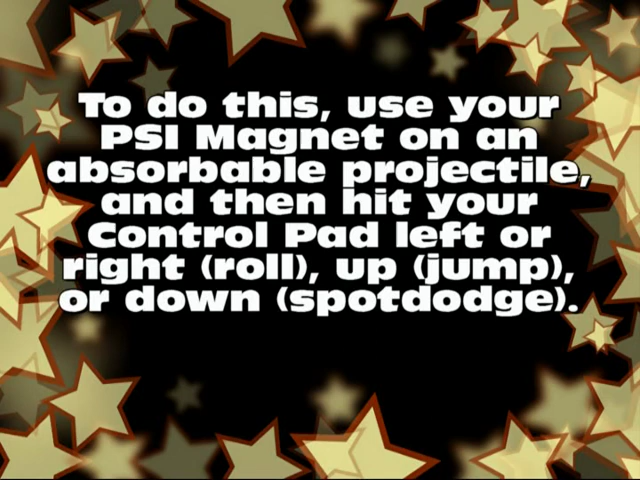 To do this, use your
PSI Magnet on an
absorbable projectile,
and then hit your
Control Pad left or
right (roll), up (jump),
or down (spotdodge).